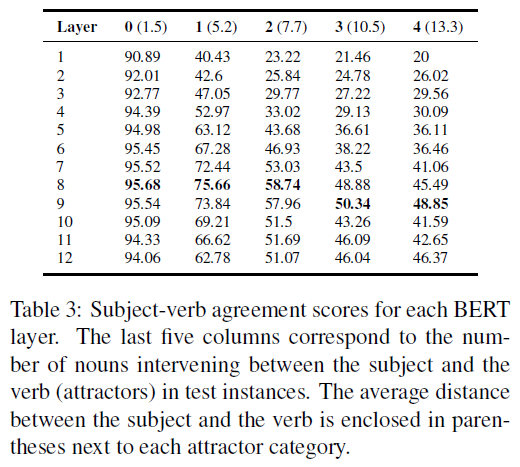 Layer 0 (1.5) 1 (5.2) 2 (7.7) 3 (10.5) 4 (13.3)
1 90.89 40.43 23.22 21.46 20
2 92.01 42.6 25.84 24.78 26.02
3 92.77 47.05 29.77 27.22 29.56
4 94.39 52.97 33.02 29.13 30.09
5 94.98 63.12 43.68 36.61 36.11
6 95.45 67.28 46.93 38.22 36.46
7 95.52 72.44 53.03 43.5 41.06
8 95.68 75.66 58.74 48.88 45.49
9 95.54 73.84 57.96 50.34 48.85
10 95.09 69.21 51.5 43.26 41.59
11 94.33 66.62 51.69 46.09 42.65
12 94.06 62.78 51.07 46.04 46.37
Table 3: Subject-verb agreement scores for each BERT
layer. The last five columns correspond to the num-
ber of nouns intervening between the subject and the
verb (attractors) in test instances. The average distance
between the subject and the verb is enclosed in paren-
theses next to each attractor category.